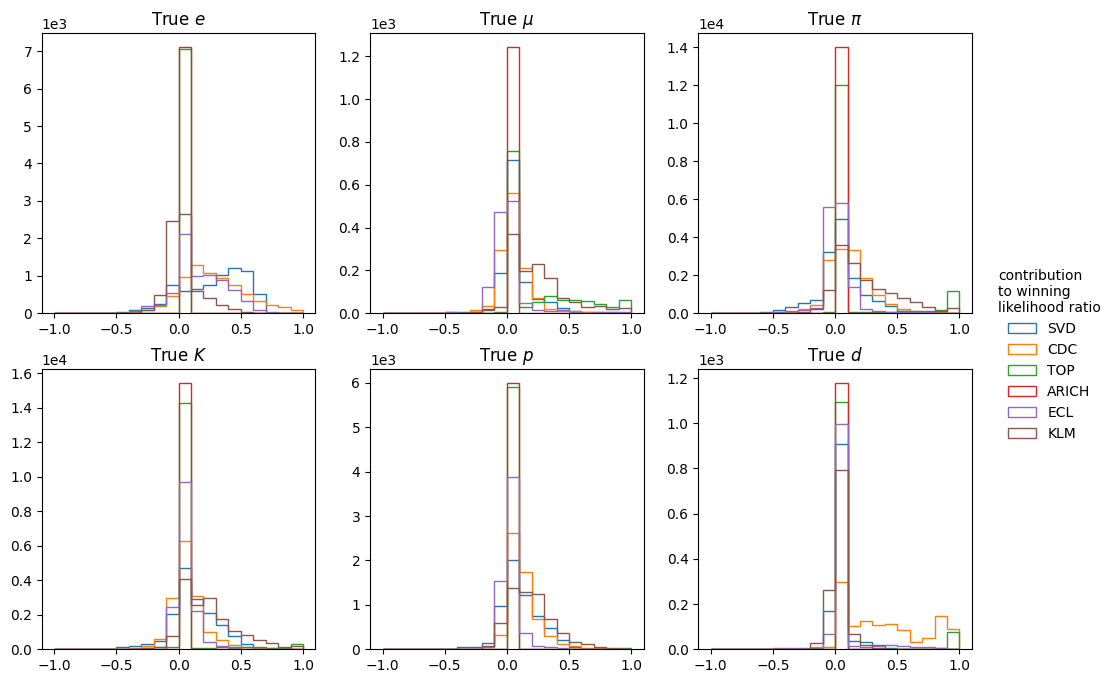 True e
1e3
7
6
5
4
3
2
1
0
−1.0 −0.5 0.0 0.5 1.0
True μ
1e3
1.2
1.0
0.8
0.6
0.4
0.2
0.0
−1.0 −0.5 0.0 0.5 1.0
True π
1e4
1.4
1.2
1.0
0.8
0.6
0.4
0.2
0.0
−1.0 −0.5 0.0 0.5 1.0
True K
1e4
1.6
1.4
1.2
1.0
0.8
0.6
0.4
0.2
0.0
−1.0 −0.5 0.0 0.5 1.0
True p
1e3
6
5
4
3
2
1
0
−1.0 −0.5 0.0 0.5 1.0
True d
1e3
1.2
1.0
0.8
0.6
0.4
0.2
0.0
−1.0 −0.5 0.0 0.5 1.0
contribution
to winning
likelihood ratio
SVD
CDC
TOP
ARICH
ECL
KLM